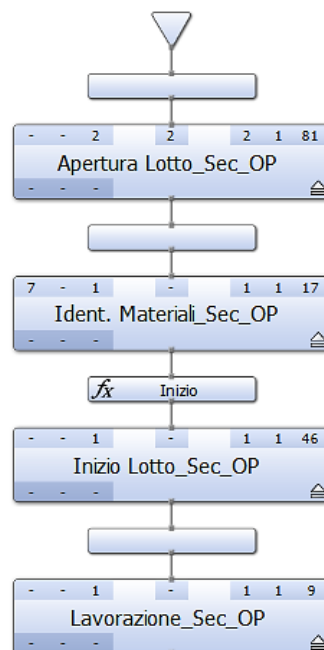 - - 2 2 2 1 81
Apertura Lotto_Sec_OP
- - -
7 - 1 - 1 1 17
Ident. Materiali_Sec_OP
- - -
fx Inizio
- - 1 - 1 1 46
Inizio Lotto_Sec_OP
- - -
- - 1 - 1 1 9
Lavorazione_Sec_OP
- - -